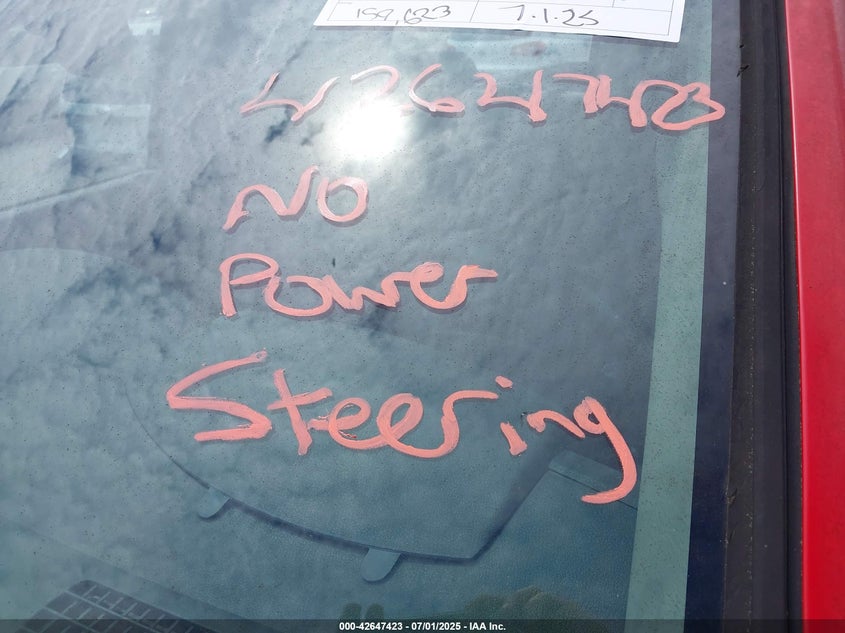 159,623 7.1.25
42647423
NO
Power
Steering
000-42647423 - 07/01/2025 - IAA Inc.